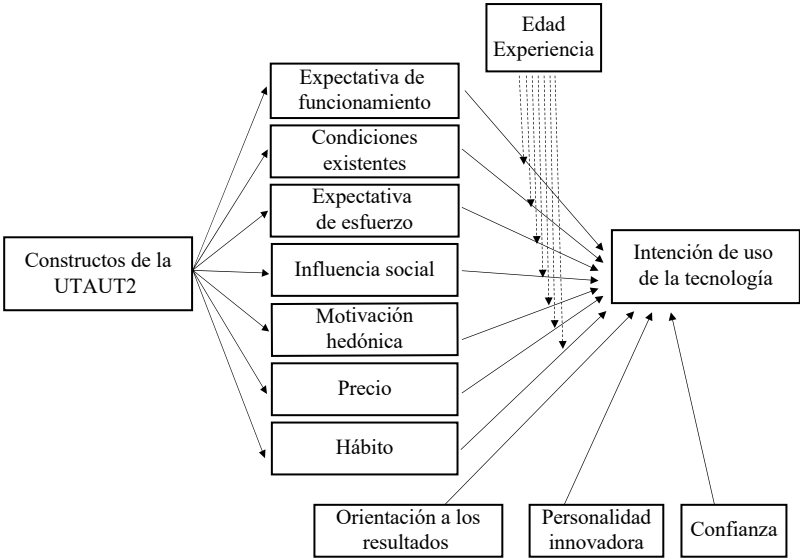 Edad
Experiencia
Expectativa de
funcionamiento
Condiciones
existentes
Expectativa
de esfuerzo
Constructos de la
UTAUT2
Influencia social
Intención de uso
de la tecnología
Motivación
hedónica
Precio
Hábito
Orientación a los
resultados
Personalidad
innovadora
Confianza